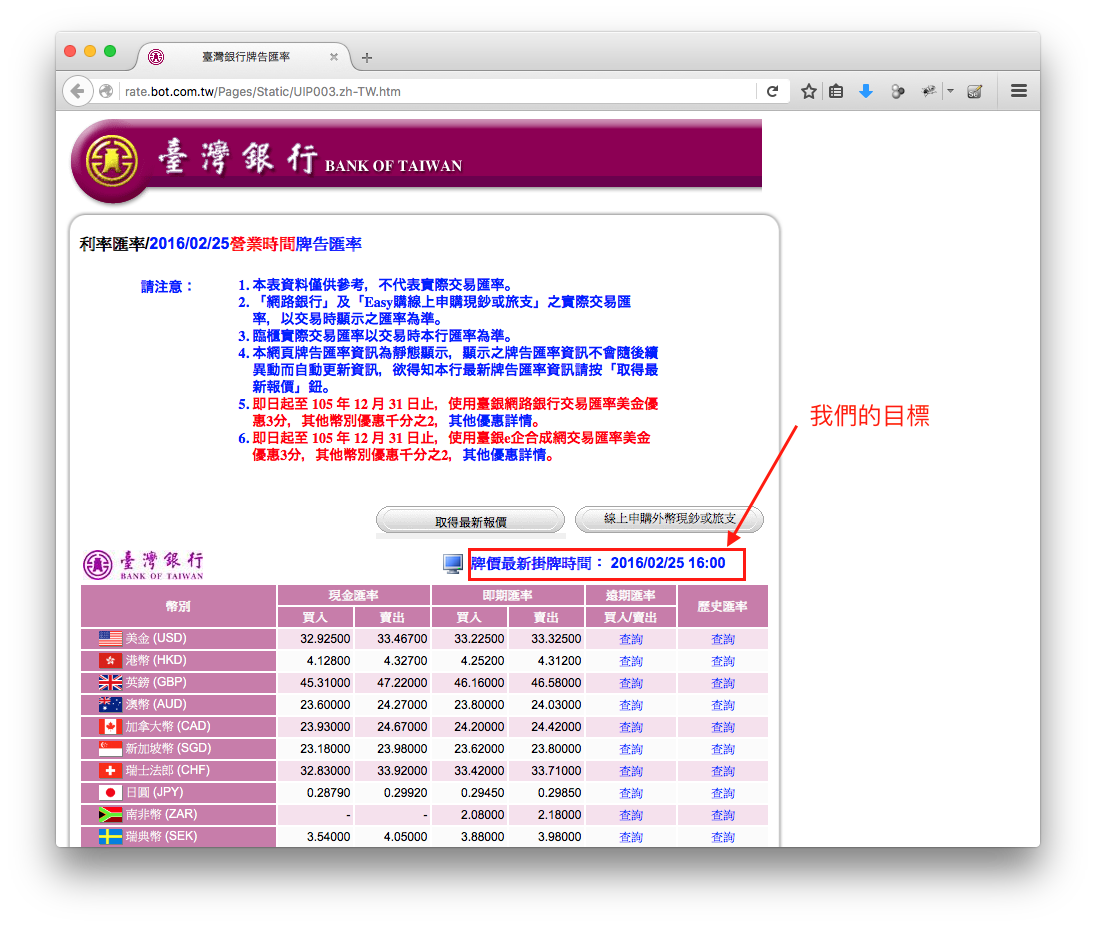 臺灣銀行牌告匯率
rate.bot.com.tw/Pages/Static/UIP003.zh-TW.htm
臺灣銀行 BANK OF TAIWAN
利率匯率/2016/02/25營業時間牌告匯率
請注意：
1. 本表資料僅供參考，不代表實際交易匯率。
2. 「網路銀行」及「Easy購線上申購現鈔或旅支」之實際交易匯
率，以交易時顯示之匯率為準。
3. 臨櫃實際交易匯率以交易時本行匯率為準。
4. 本網頁牌告匯率資訊為靜態顯示，顯示之牌告匯率資訊不會隨後續
異動而自動更新資訊，欲得知本行最新牌告匯率資訊請按「取得最
新報價」鈕。
5. 即日起至 105 年 12 月 31 日止，使用臺銀網路銀行交易匯率美金優
惠3分，其他幣別優惠千分之2，其他優惠詳情。
6. 即日起至 105 年 12 月 31 日止，使用臺銀e企合成網交易匯率美金
優惠3分，其他幣別優惠千分之2，其他優惠詳情。
我們的目標
取得最新報價 線上申購外幣現鈔或旅支
臺灣銀行
BANK OF TAIWAN
牌價最新掛牌時間： 2016/02/25 16:00
幣別 現金匯率 即期匯率 遠期匯率 歷史匯率
買入 賣出 買入 賣出 買入/賣出
美金 (USD) 32.92500 33.46700 33.22500 33.32500 查詢 查詢
港幣 (HKD) 4.12800 4.32700 4.25200 4.31200 查詢 查詢
英鎊 (GBP) 45.31000 47.22000 46.16000 46.58000 查詢 查詢
澳幣 (AUD) 23.60000 24.27000 23.80000 24.03000 查詢 查詢
加拿大幣 (CAD) 23.93000 24.67000 24.20000 24.42000 查詢 查詢
新加坡幣 (SGD) 23.18000 23.98000 23.62000 23.80000 查詢 查詢
瑞士法郎 (CHF) 32.83000 33.92000 33.42000 33.71000 查詢 查詢
日圓 (JPY) 0.28790 0.29920 0.29450 0.29850 查詢 查詢
南非幣 (ZAR) - - 2.08000 2.18000 查詢 查詢
瑞典幣 (SEK) 3.54000 4.05000 3.88000 3.98000 查詢 查詢